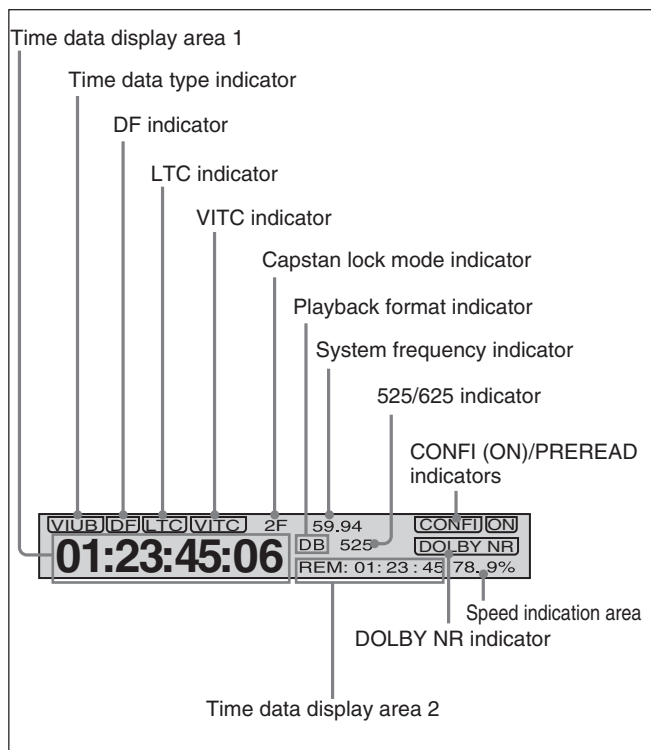 Time data display area 1
Time data type indicator
DF indicator
LTC indicator
VITC indicator
Capstan lock mode indicator
Playback format indicator
System frequency indicator
525/625 indicator
CONFI (ON)/PREREAD
indicators
VIUB DF LTC VITC 2F 59.94 CONFI ON
01:23:45:06 DB 525 DOLBY NR
REM: 01: 23 : 45 78. 9%
Speed indication area
DOLBY NR indicator
Time data display area 2